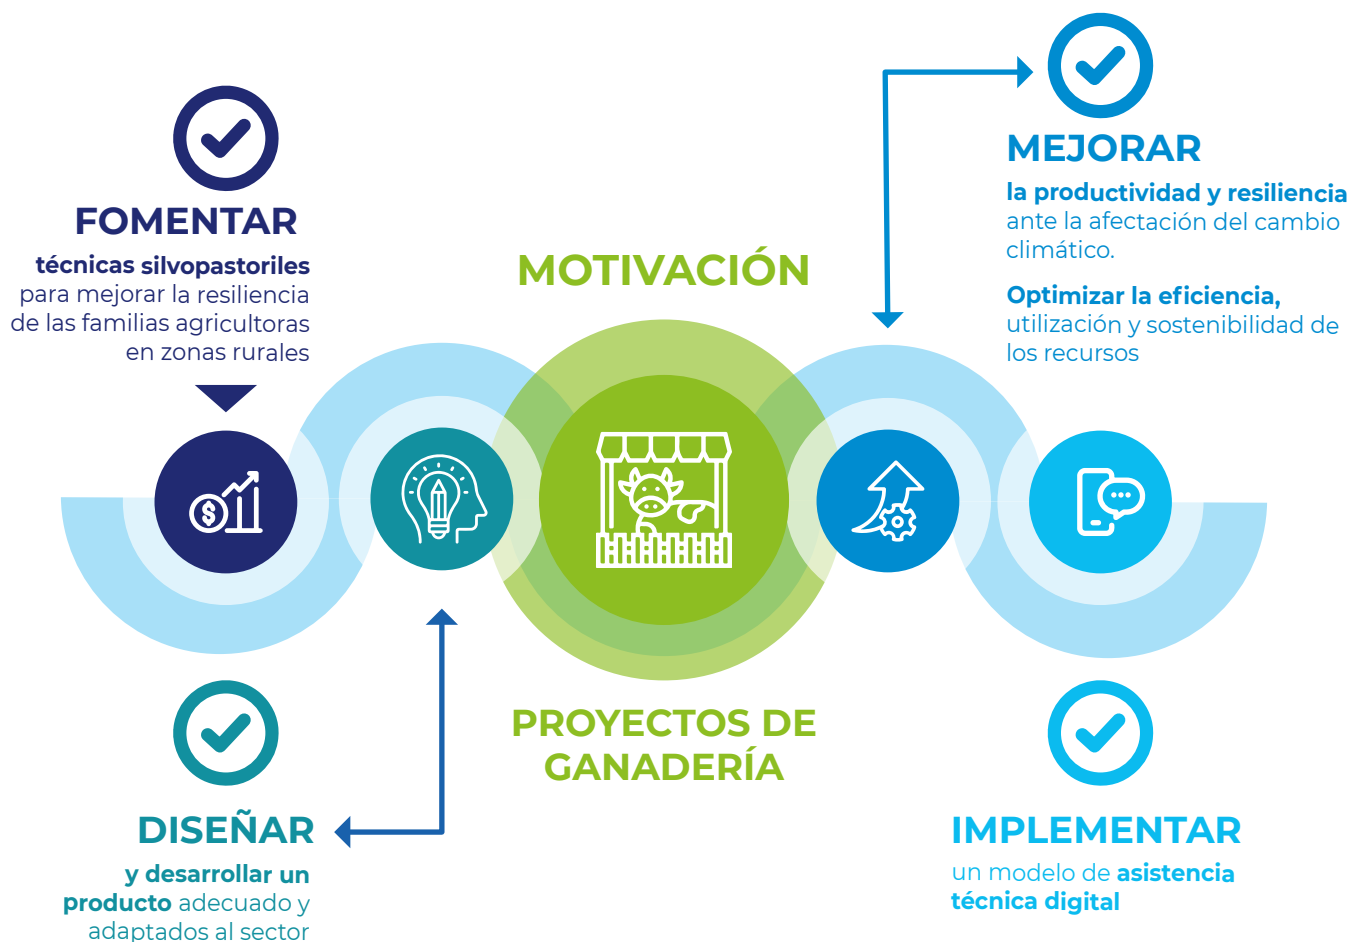 FOMENTAR
técnicas silvopastoriles
para mejorar la resiliencia
de las familias agricultoras
en zonas rurales
MOTIVACIÓN
MEJORAR
la productividad y resiliencia
ante la afectación del cambio
climático.
Optimizar la eficiencia,
utilización y sostenibilidad de
los recursos
$
DISEÑAR
y desarrollar un
producto adecuado y
adaptados al sector
PROYECTOS DE
GANADERÍA
IMPLEMENTAR
un modelo de asistencia
técnica digital